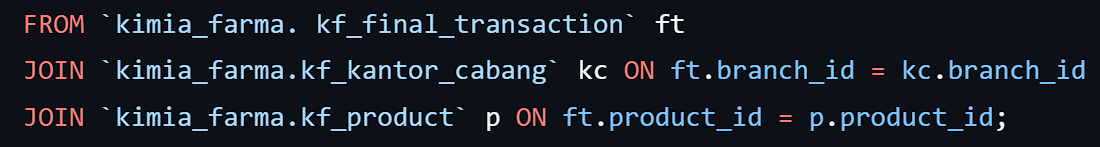 FROM `kimia_farma. kf_final_transaction` ft
JOIN `kimia_farma.kf_kantor_cabang` kc ON ft.branch_id = kc.branch_id
JOIN `kimia_farma.kf_product` p ON ft.product_id = p.product_id;